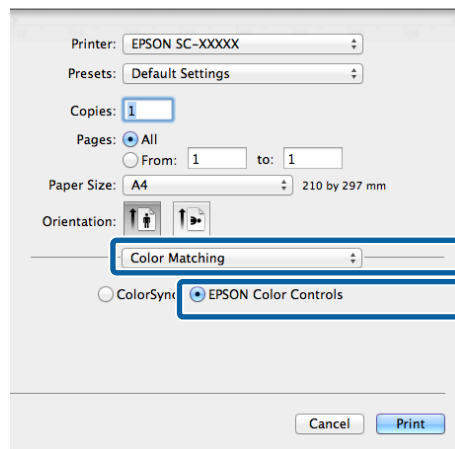 Printer: EPSON SC-XXXXX
Presets: Default Settings
Copies: 1
Pages: All
From: 1 to: 1
Paper Size: A4 210 by 297 mm
Orientation:
Color Matching
ColorSync EPSON Color Controls
Cancel Print